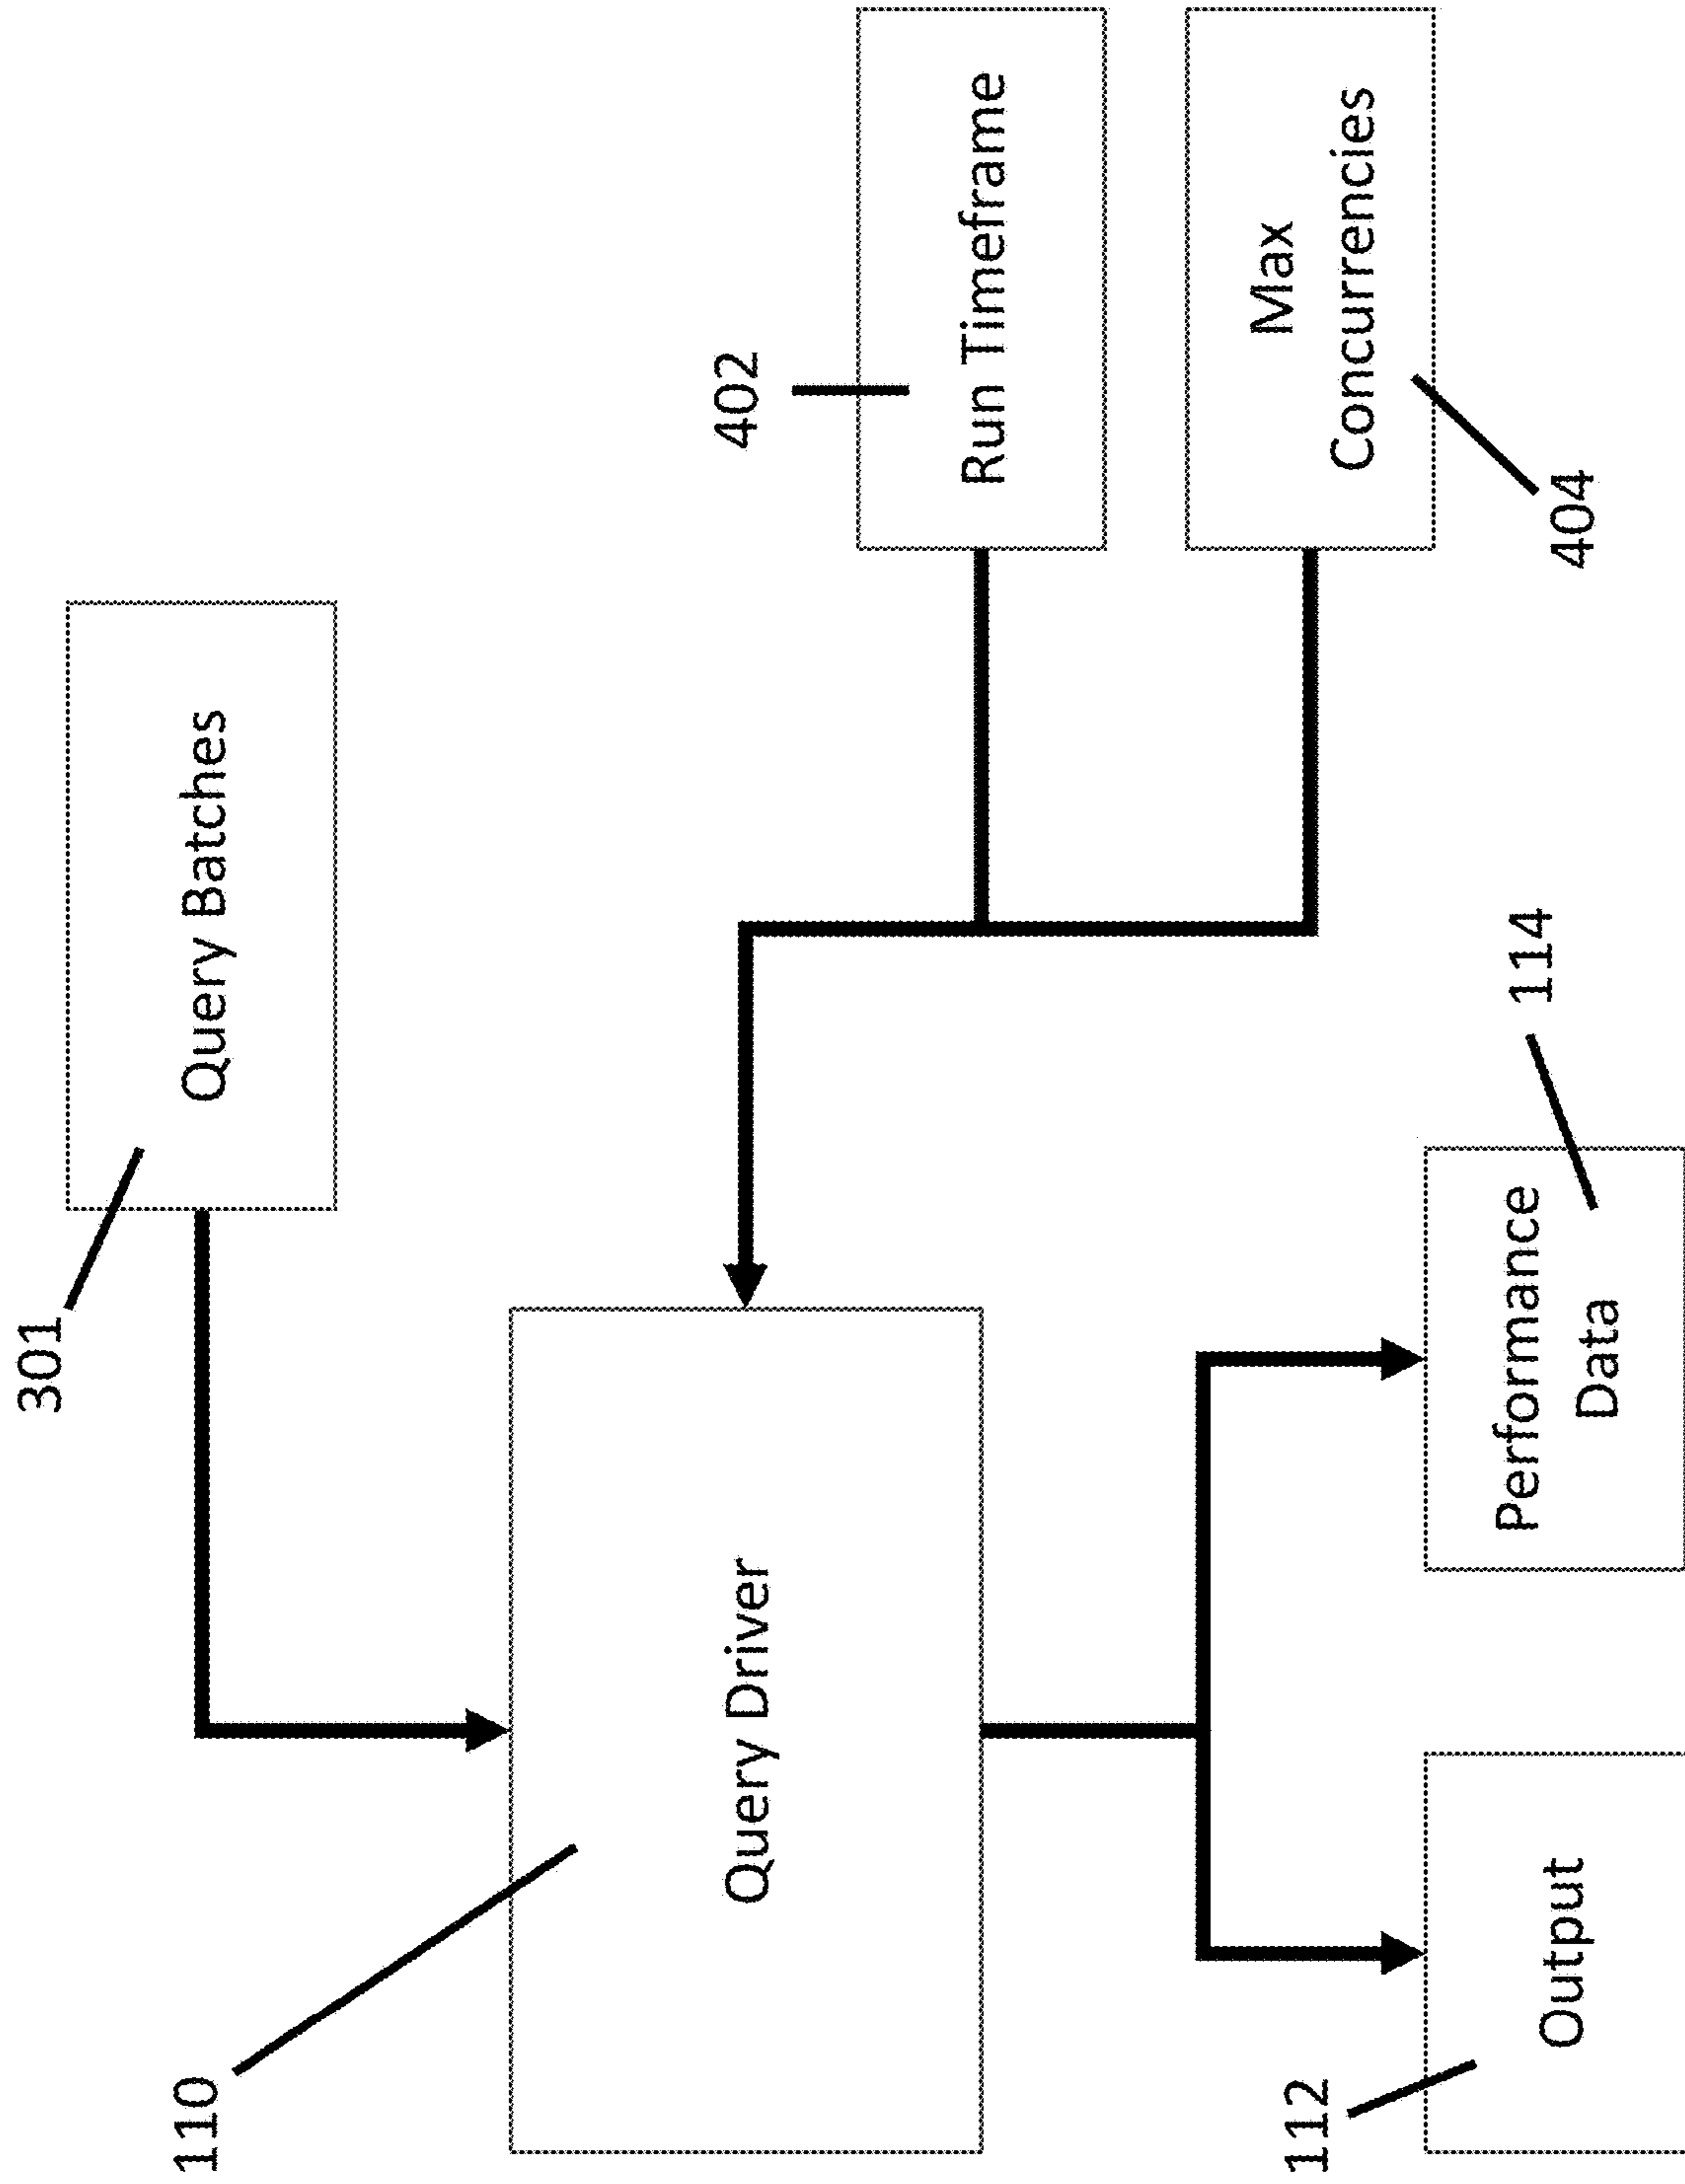 301
Query Batches
110
Query Driver
402
Run Timeframe
Max
Concurrencies
404
112
Output
Performance
Data
114